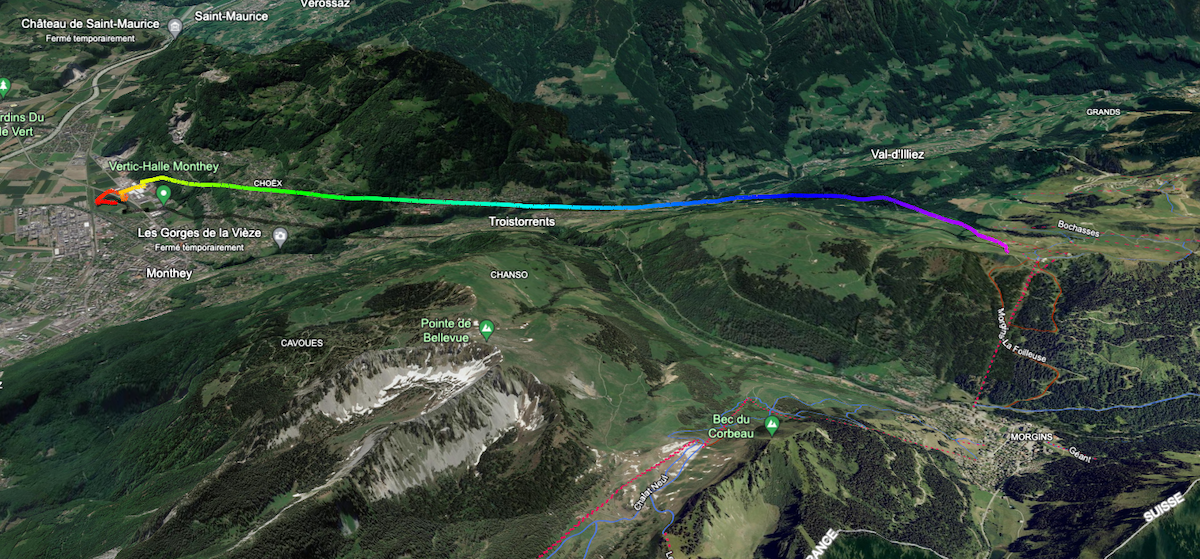 Vérossaz
Saint-Maurice
Château de Saint-Maurice
Fermé temporairement
GRANDS
Val-d'Illiez
Vertic-Halle Monthey
CHOËX
Troistorrents
Bochasses
Les Gorges de la Vièze
Fermé temporairement
Monthey
CHANSO
Pointe de
Bellevue
CAVOUES
Morgins-La Foilleuse
Bec du
Corbeau
MORGINS
Géant
Chalet Neuf
SUISSE